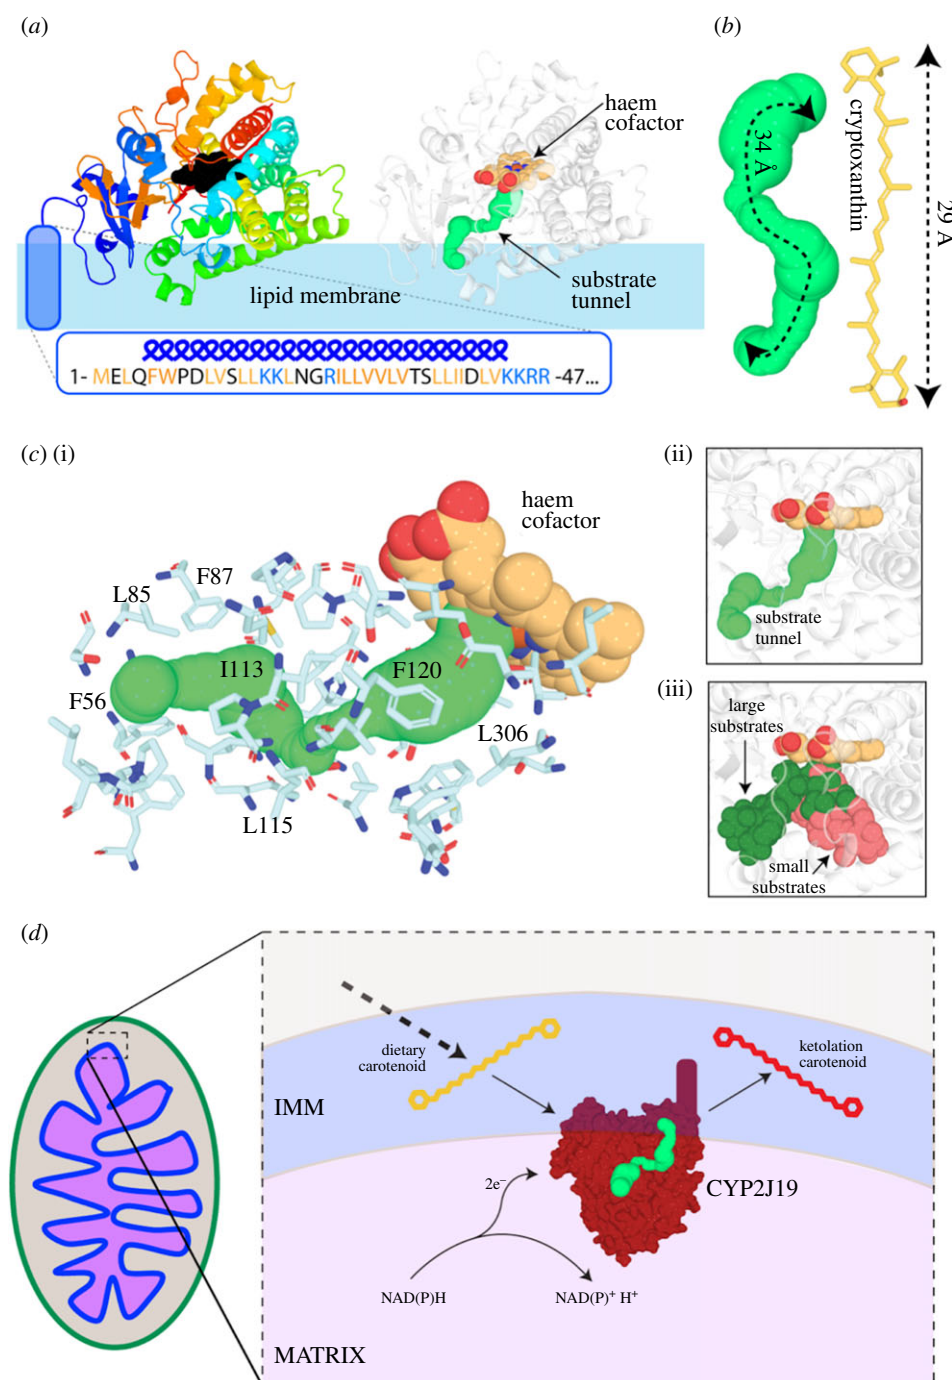 (a)
haem
cofactor
substrate
tunnel
lipid membrane
1- MELQFWPDLVSLLKKLNGRILLVVLVTSLLIIDLVKKRR -47...
(b)
34 Å
cryptoxanthin
29 Å
(c) (i)
haem
cofactor
L85
F87
I113
F120
F56
L306
L115
(ii)
substrate
tunnel
(iii)
large
substrates
small
substrates
(d)
dietary
carotenoid
ketolation
carotenoid
IMM
2e⁻
CYP2J19
NAD(P)H
NAD(P)⁺ H⁺
MATRIX